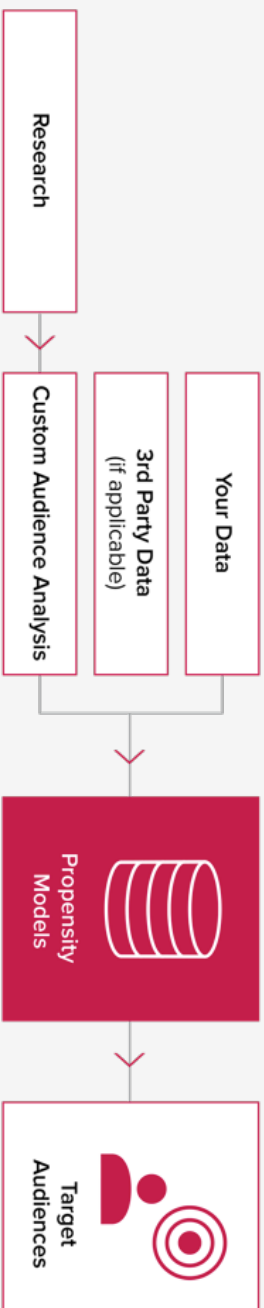 Research
Your Data
3rd Party Data
(if applicable)
Custom Audience Analysis
Propensity
Models
Target
Audiences